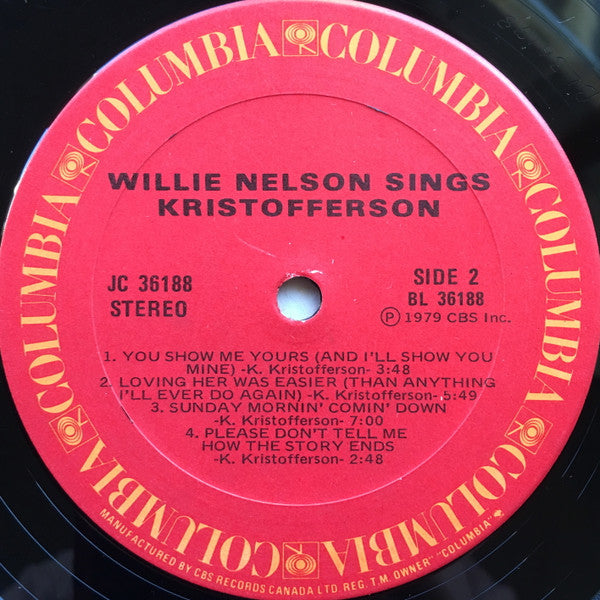 WILLIE NELSON SINGS
KRISTOFFERSON
JC 36188
STEREO
SIDE 2
BL 36188
Ⓟ 1979 CBS Inc.
1. YOU SHOW ME YOURS (AND I'LL SHOW YOU
MINE) -K. Kristofferson- 3:48
2. LOVING HER WAS EASIER (THAN ANYTHING
I'LL EVER DO AGAIN) -K. Kristofferson- 5:49
3. SUNDAY MORNIN' COMIN' DOWN
-K. Kristofferson- 7:00
4. PLEASE DON'T TELL ME
HOW THE STORY ENDS
-K. Kristofferson- 2:48
COLUMBIA COLUMBIA COLUMBIA COLUMBIA COLUMBIA COLUMBIA
MANUFACTURED BY CBS RECORDS CANADA LTD. REG. T.M. OWNER "COLUMBIA"